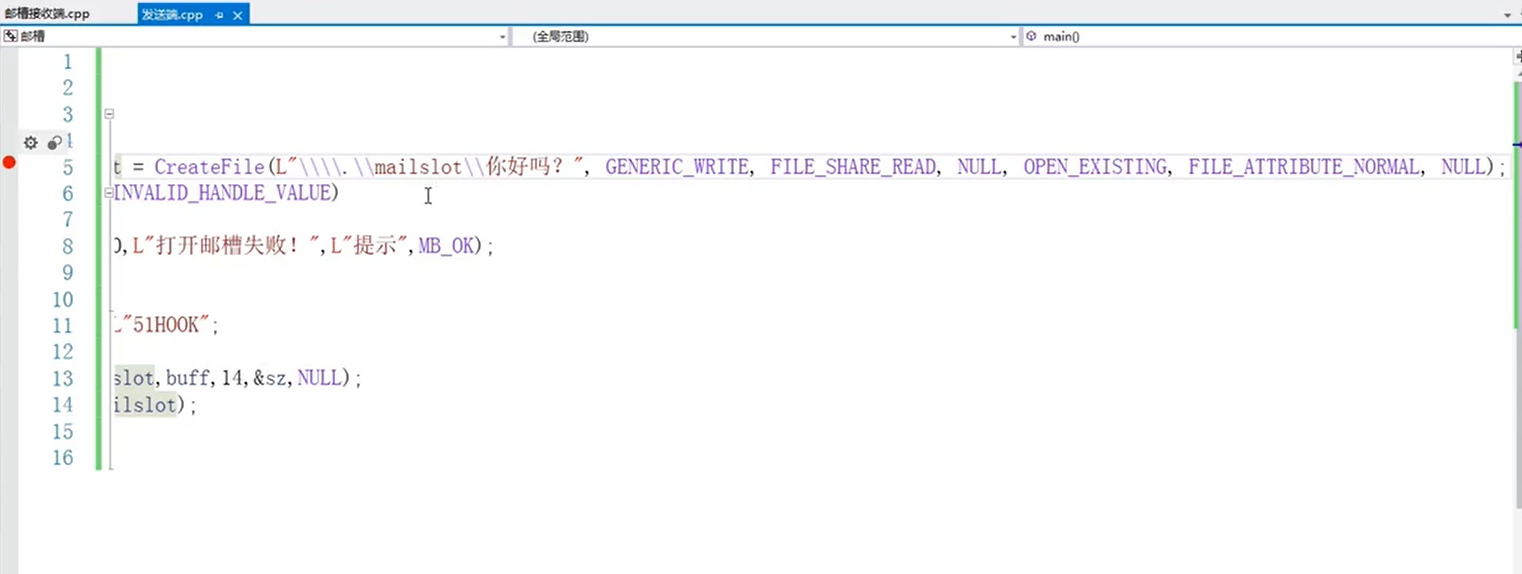 邮槽接收端.cpp 发送端.cpp
邮槽 (全局范围) main()
1
2
3
4
5 t = CreateFile(L"\\\\.\\mailslot\\你好吗？", GENERIC_WRITE, FILE_SHARE_READ, NULL, OPEN_EXISTING, FILE_ATTRIBUTE_NORMAL, NULL);
6 INVALID_HANDLE_VALUE)
7
8 0,L"打开邮槽失败！",L"提示",MB_OK);
9
10
11 L"51HOOK";
12
13 slot,buff,14,&sz,NULL);
14 ilslot);
15
16